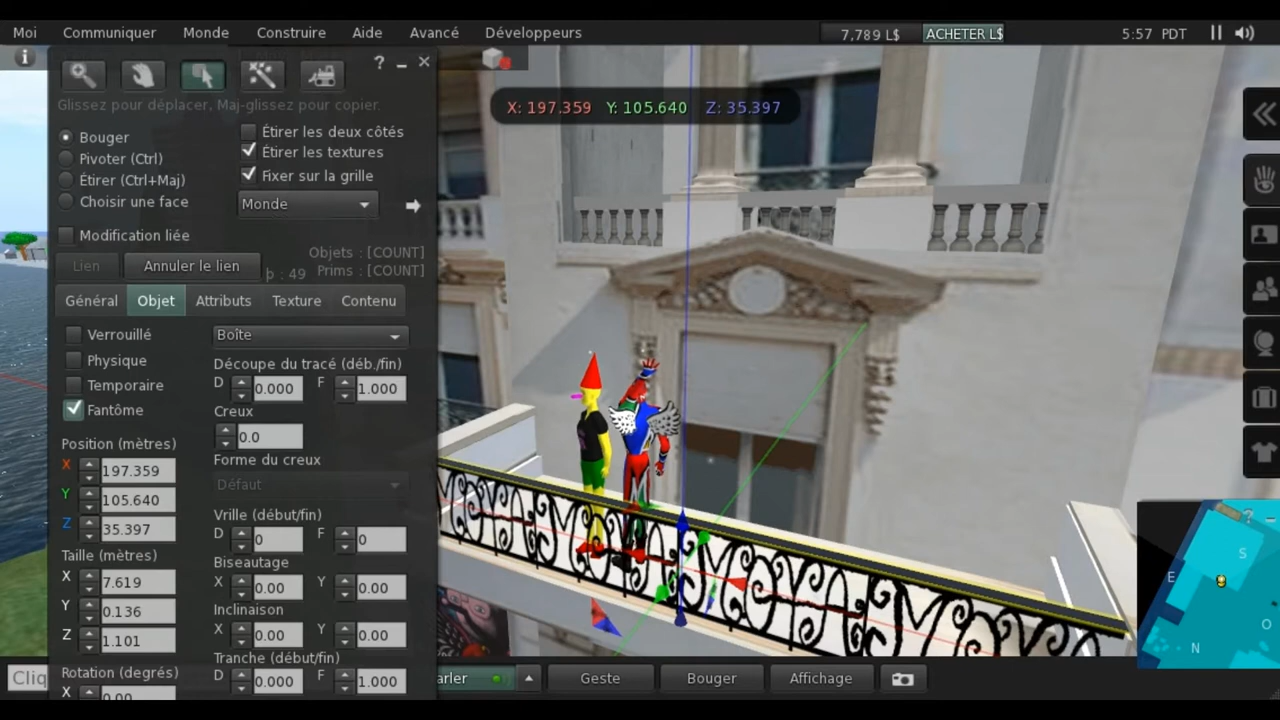 Moi Communiquer Monde Construire Aide Avancé Développeurs 7,789 L$ ACHETER L$ 5:57 PDT
Glissez pour déplacer, Maj-glissez pour copier.
X: 197.359 Y: 105.640 Z: 35.397
Bouger
Pivoter (Ctrl)
Étirer (Ctrl+Maj)
Choisir une face
Étirer les deux côtés
Étirer les textures
Fixer sur la grille
Monde
Modification liée
Lien Annuler le lien
Objets : [COUNT]
þ : 49 Prims : [COUNT]
Général Objet Attributs Texture Contenu
Verrouillé
Physique
Temporaire
Fantôme
Position (mètres)
X 197.359
Y 105.640
Z 35.397
Taille (mètres)
X 7.619
Y 0.136
Z 1.101
Rotation (degrés)
X 0.00
Boîte
Découpe du tracé (déb./fin)
D 0.000 F 1.000
Creux
0.0
Forme du creux
Défaut
Vrille (début/fin)
D 0 F 0
Biseautage
X 0.00 Y 0.00
Inclinaison
X 0.00 Y 0.00
Tranche (début/fin)
D 0.000 F 1.000
S
E
O
N
Cliq arler Geste Bouger Affichage